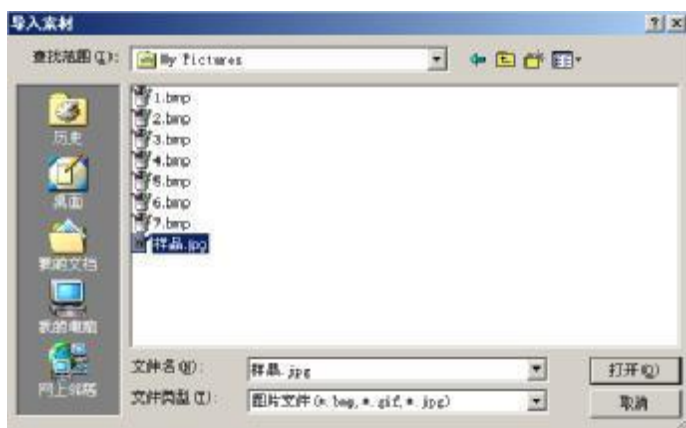 导入素材
查找范围(I):
My Pictures
历史
桌面
我的文档
我的电脑
网上邻居
1.bmp
2.bmp
3.bmp
4.bmp
5.bmp
6.bmp
7.bmp
样品.jpg
文件名(N):
样品.jpg
打开(O)
文件类型(T):
图片文件(*.bmp,*.gif,*.jpg)
取消